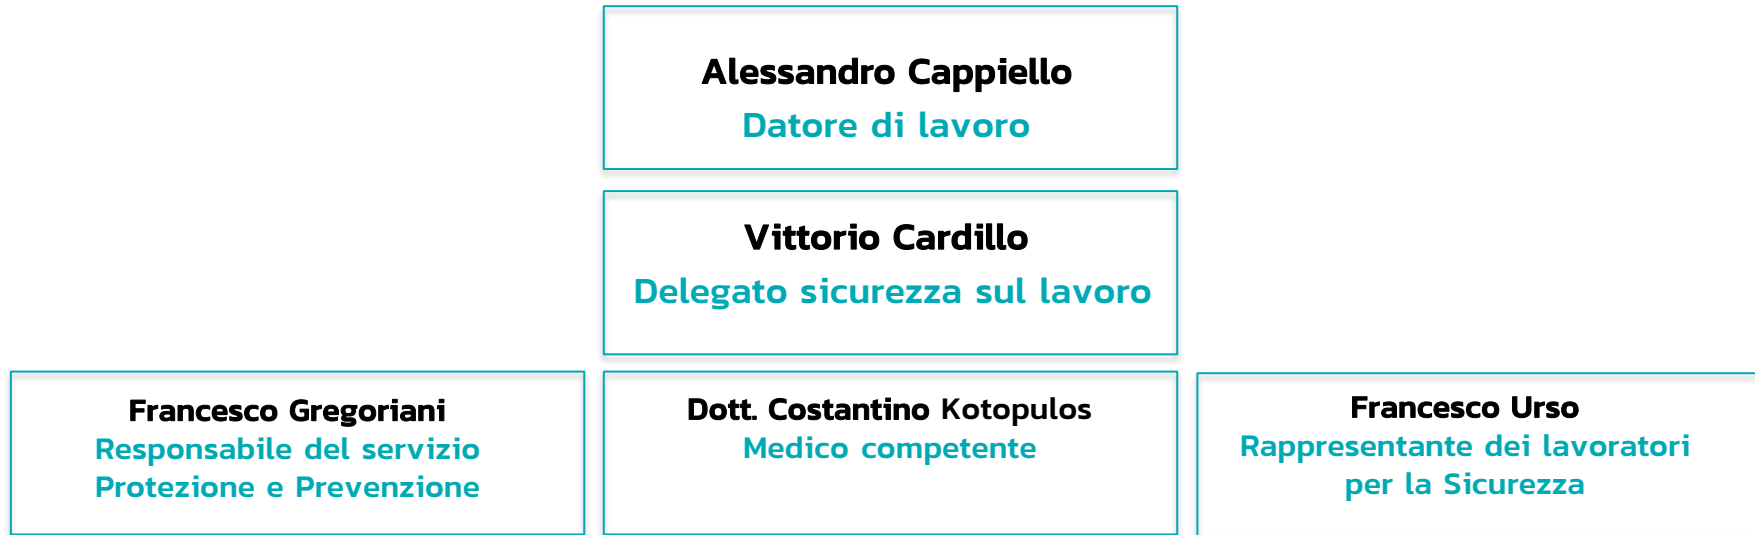 Alessandro Cappiello
Datore di lavoro
Vittorio Cardillo
Delegato sicurezza sul lavoro
Francesco Gregoriani
Responsabile del servizio
Protezione e Prevenzione
Dott. Costantino Kotopulos
Medico competente
Francesco Urso
Rappresentante dei lavoratori
per la Sicurezza